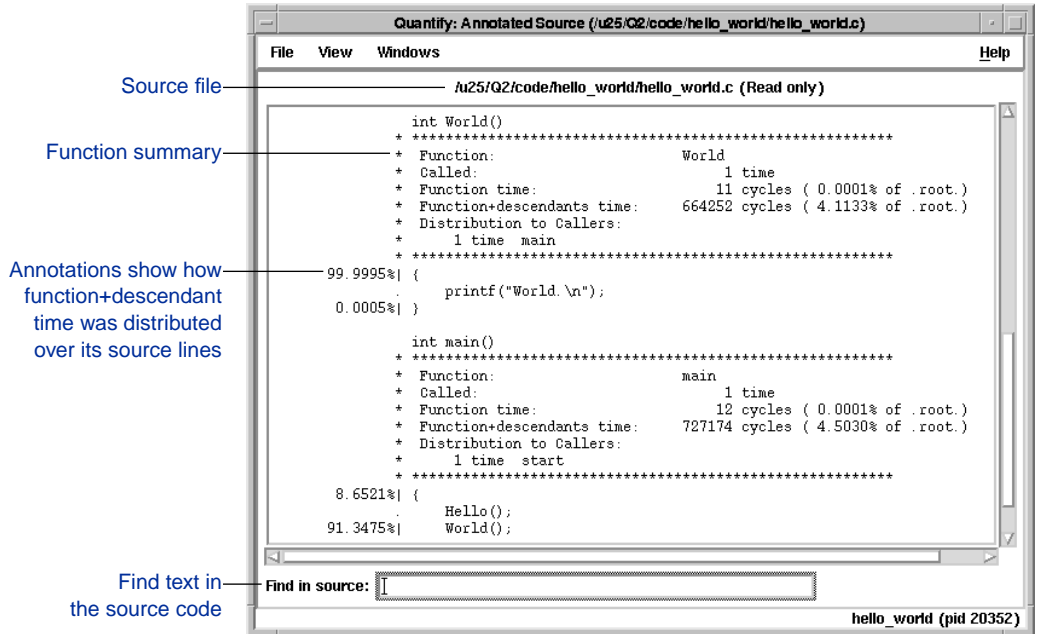 Quantify: Annotated Source (/u25/Q2/code/hello_world/hello_world.c)
File View Windows Help
Source file
/u25/Q2/code/hello_world/hello_world.c (Read only)
int World()
* *********************************************************
Function summary
* Function: World
* Called: 1 time
* Function time: 11 cycles ( 0.0001% of .root.)
* Function+descendants time: 664252 cycles ( 4.1133% of .root.)
* Distribution to Callers:
* 1 time main
* *********************************************************
Annotations show how
function+descendant
time was distributed
over its source lines
99.9995%| {
. printf("World.\n");
0.0005%| }
int main()
* *********************************************************
* Function: main
* Called: 1 time
* Function time: 12 cycles ( 0.0001% of .root.)
* Function+descendants time: 727174 cycles ( 4.5030% of .root.)
* Distribution to Callers:
* 1 time start
* *********************************************************
8.6521%| {
. Hello();
91.3475%| World();
Find text in
the source code
Find in source:
hello_world (pid 20352)